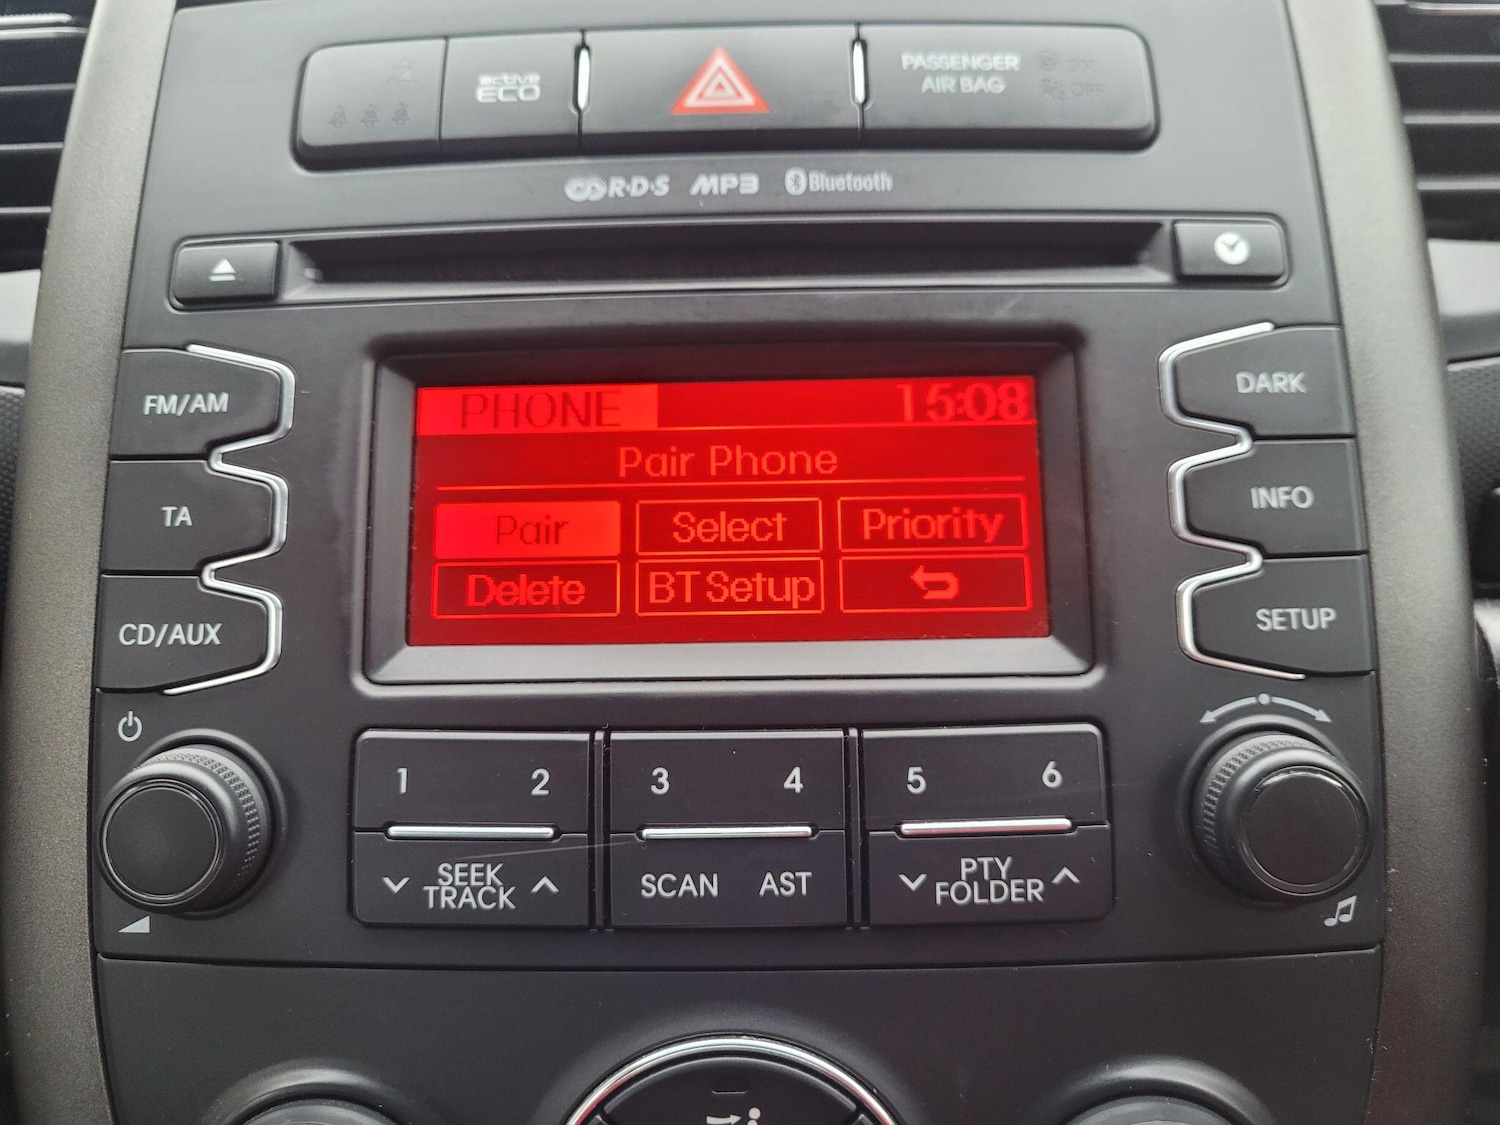 active
ECO
PASSENGER
AIR BAG
ON
OFF
R·D·S MP3 Bluetooth
FM/AM
TA
CD/AUX
DARK
INFO
SETUP
PHONE 15:08
Pair Phone
Pair Select Priority
Delete BT Setup
1 2 3 4 5 6
SEEK
TRACK
SCAN AST
PTY
FOLDER